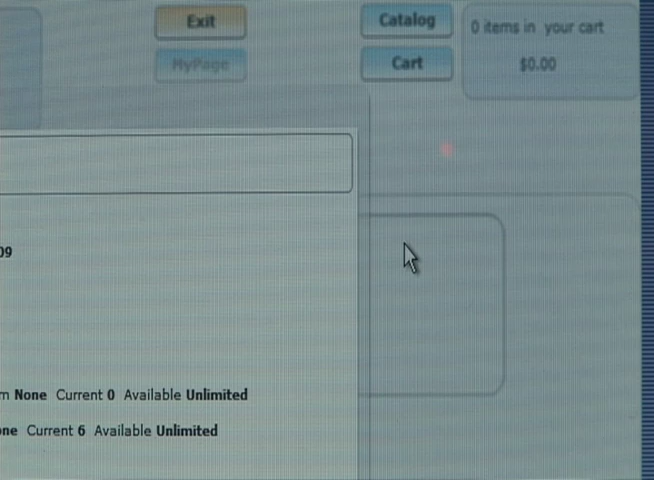 Exit
Catalog
0 items in your cart
MyPage
Cart
$0.00
09
m None Current 0 Available Unlimited
one Current 6 Available Unlimited